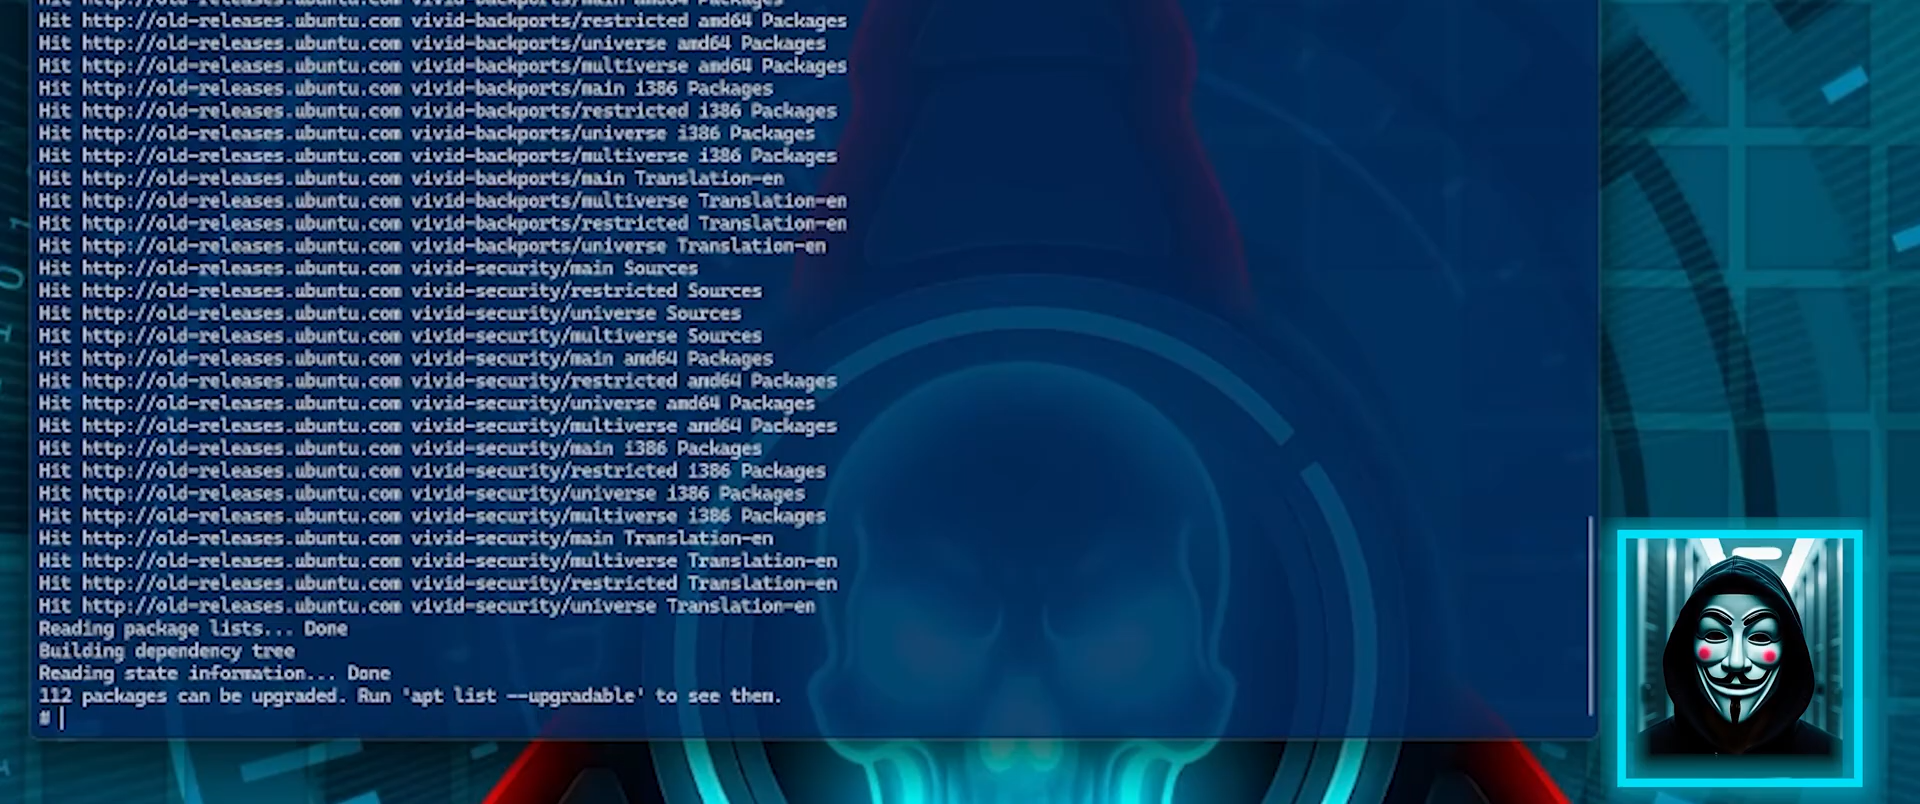 Hit http://old-releases.ubuntu.com vivid-backports/main amd64 Packages
Hit http://old-releases.ubuntu.com vivid-backports/restricted amd64 Packages
Hit http://old-releases.ubuntu.com vivid-backports/universe amd64 Packages
Hit http://old-releases.ubuntu.com vivid-backports/multiverse amd64 Packages
Hit http://old-releases.ubuntu.com vivid-backports/main i386 Packages
Hit http://old-releases.ubuntu.com vivid-backports/restricted i386 Packages
Hit http://old-releases.ubuntu.com vivid-backports/universe i386 Packages
Hit http://old-releases.ubuntu.com vivid-backports/multiverse i386 Packages
Hit http://old-releases.ubuntu.com vivid-backports/main Translation-en
Hit http://old-releases.ubuntu.com vivid-backports/multiverse Translation-en
Hit http://old-releases.ubuntu.com vivid-backports/restricted Translation-en
Hit http://old-releases.ubuntu.com vivid-backports/universe Translation-en
Hit http://old-releases.ubuntu.com vivid-security/main Sources
Hit http://old-releases.ubuntu.com vivid-security/restricted Sources
Hit http://old-releases.ubuntu.com vivid-security/universe Sources
Hit http://old-releases.ubuntu.com vivid-security/multiverse Sources
Hit http://old-releases.ubuntu.com vivid-security/main amd64 Packages
Hit http://old-releases.ubuntu.com vivid-security/restricted amd64 Packages
Hit http://old-releases.ubuntu.com vivid-security/universe amd64 Packages
Hit http://old-releases.ubuntu.com vivid-security/multiverse amd64 Packages
Hit http://old-releases.ubuntu.com vivid-security/main i386 Packages
Hit http://old-releases.ubuntu.com vivid-security/restricted i386 Packages
Hit http://old-releases.ubuntu.com vivid-security/universe i386 Packages
Hit http://old-releases.ubuntu.com vivid-security/multiverse i386 Packages
Hit http://old-releases.ubuntu.com vivid-security/main Translation-en
Hit http://old-releases.ubuntu.com vivid-security/multiverse Translation-en
Hit http://old-releases.ubuntu.com vivid-security/restricted Translation-en
Hit http://old-releases.ubuntu.com vivid-security/universe Translation-en
Reading package lists... Done
Building dependency tree
Reading state information... Done
112 packages can be upgraded. Run 'apt list --upgradable' to see them.
#